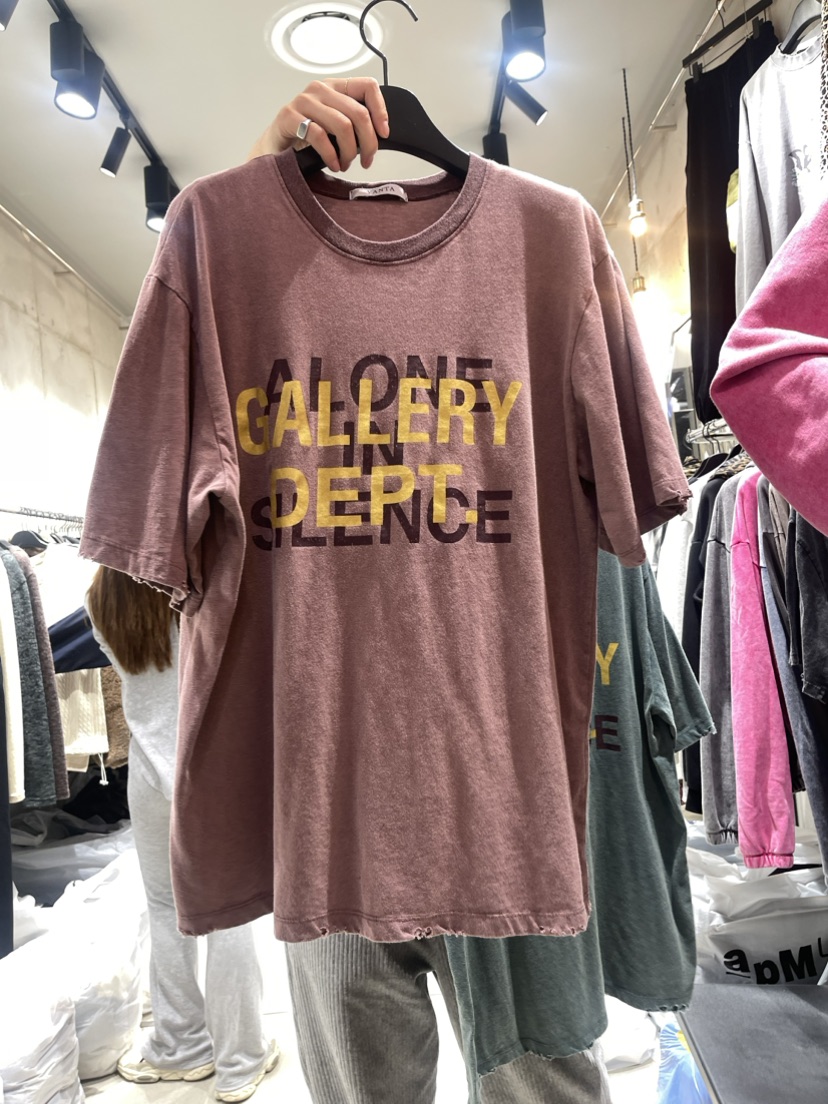 ALONE
GALLERY
IN
DEPT.
SILENCE
Y
E
apM